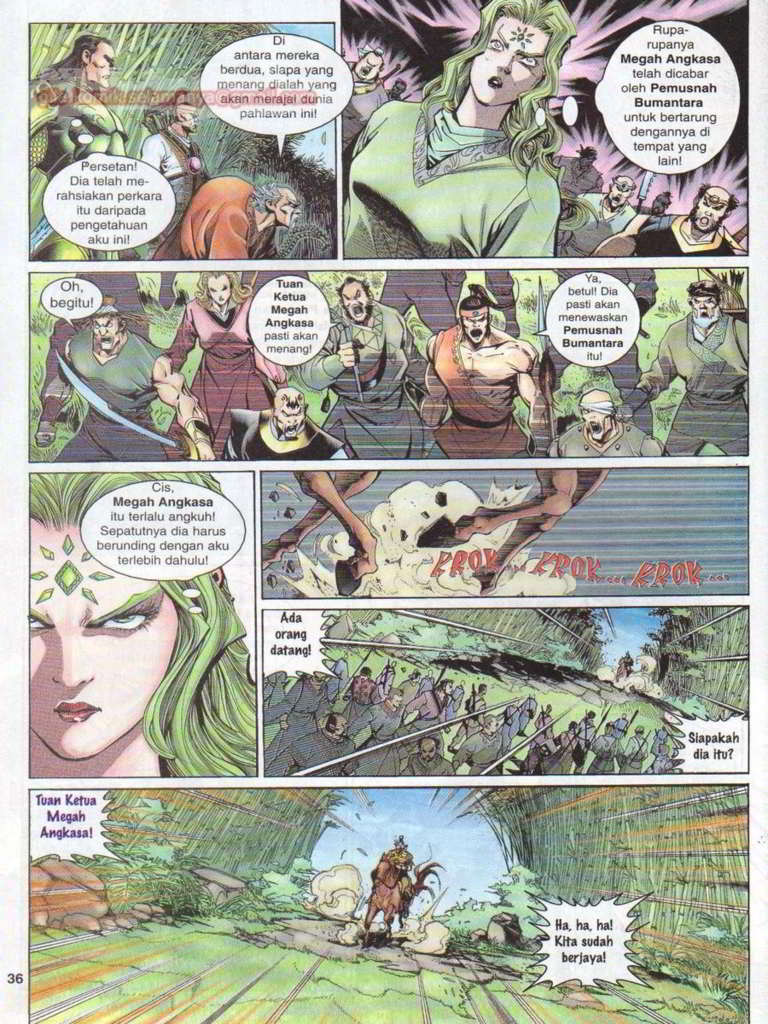 Di
antara mereka
berdua, siapa yang
menang dialah yang
akan merajai dunia
pahlawan ini!
Persetan!
Dia telah me-
rahsiakan perkara
itu daripada
pengetahuan
aku ini!
Rupa-
rupanya
Megah Angkasa
telah dicabar
oleh Pemusnah
Bumantara
untuk bertarung
dengannya di
tempat yang
lain!
Oh,
begitu!
Tuan
Ketua
Megah
Angkasa
pasti akan
menang!
Ya,
betul! Dia
pasti akan
menewaskan
Pemusnah
Bumantara
itu!
Cis,
Megah Angkasa
itu terlalu angkuh!
Sepatutnya dia harus
berunding dengan aku
terlebih dahulu!
KROK... KROK..... KROK...
Ada
orang
datang!
Siapakah
dia itu?
Tuan Ketua
Megah
Angkasa!
Ha, ha, ha!
Kita sudah
berjaya!
36